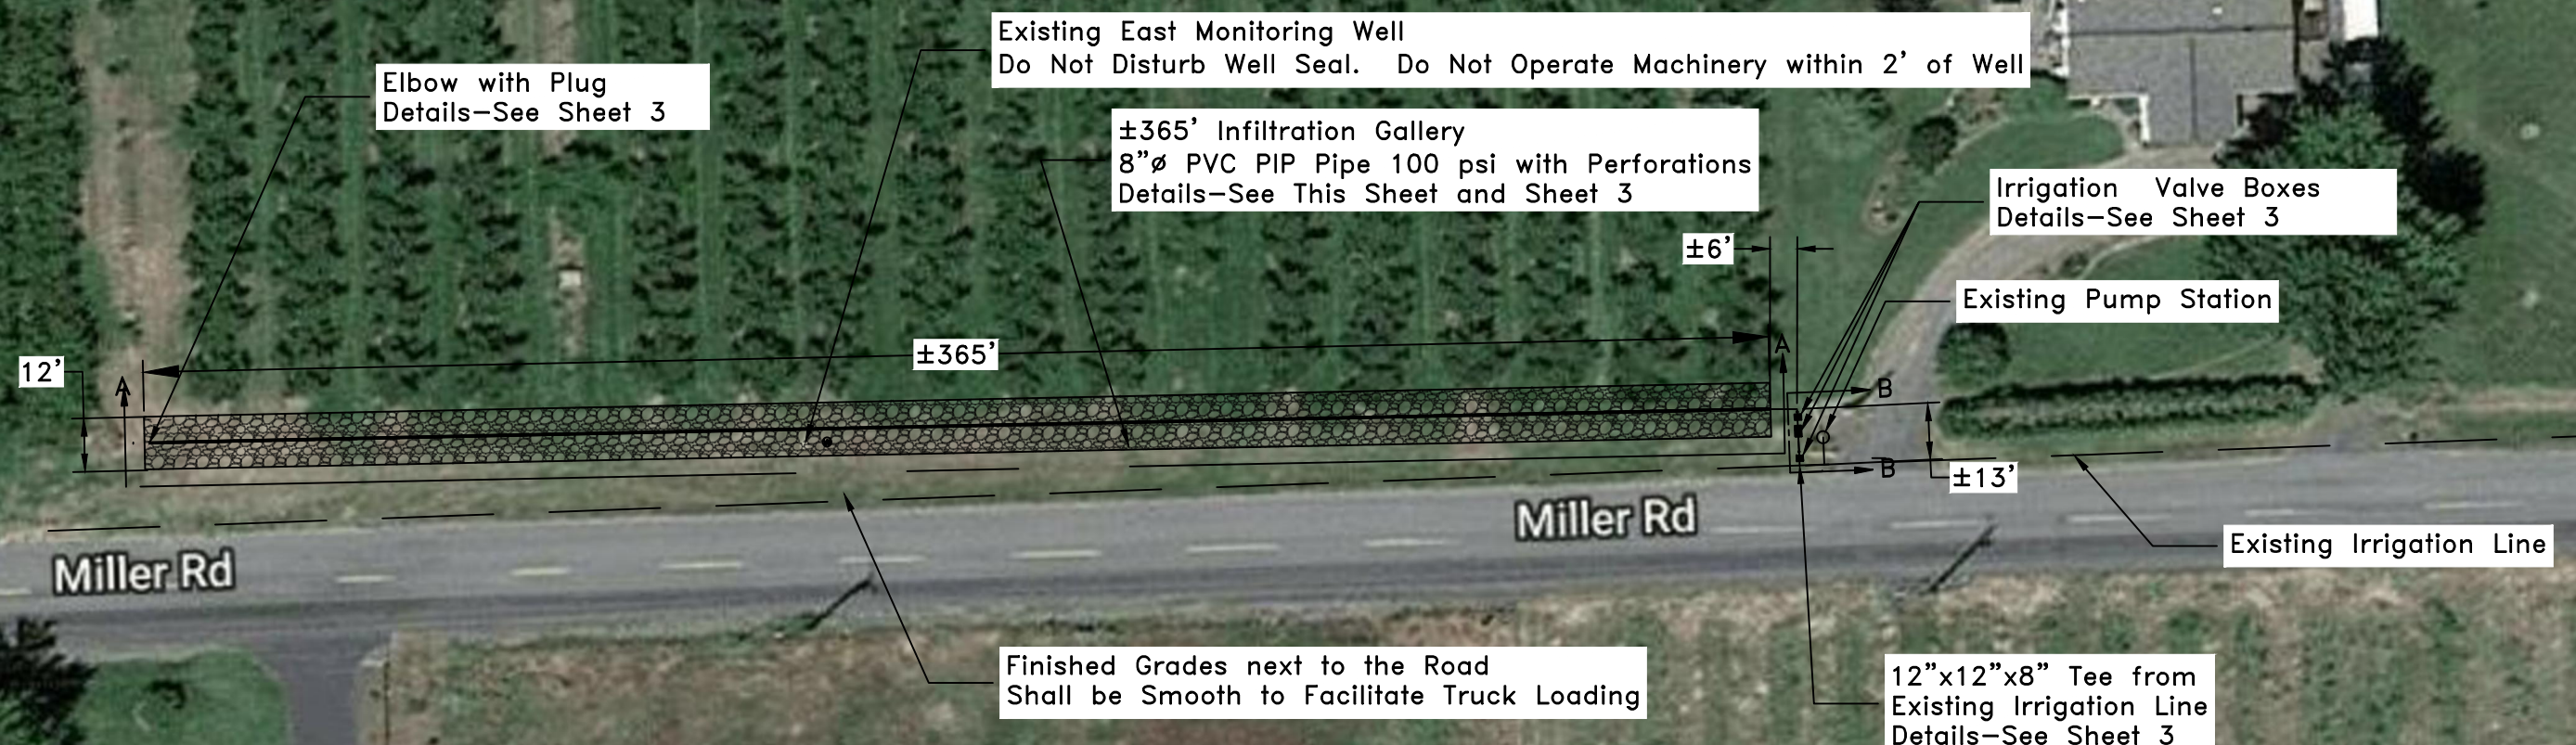 Existing East Monitoring Well
Do Not Disturb Well Seal. Do Not Operate Machinery within 2' of Well
Elbow with Plug
Details-See Sheet 3
±365' Infiltration Gallery
8"ø PVC PIP Pipe 100 psi with Perforations
Details-See This Sheet and Sheet 3
Irrigation Valve Boxes
Details-See Sheet 3
±6'
Existing Pump Station
±365'
12'
A
A
B
B
±13'
Miller Rd
Miller Rd
Existing Irrigation Line
Finished Grades next to the Road
Shall be Smooth to Facilitate Truck Loading
12"x12"x8" Tee from
Existing Irrigation Line
Details-See Sheet 3